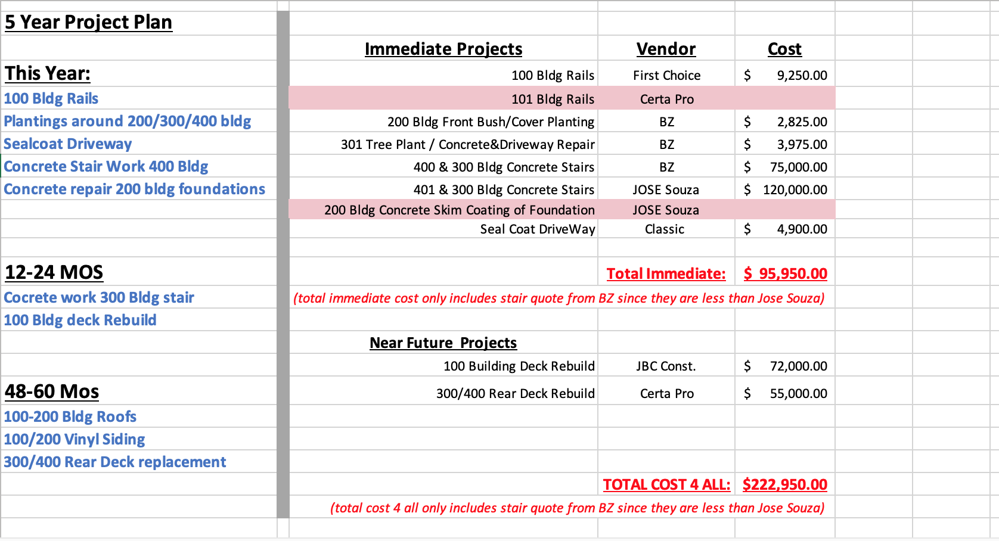 5 Year Project Plan
Immediate Projects Vendor Cost
This Year: 100 Bldg Rails First Choice $ 9,250.00
100 Bldg Rails 101 Bldg Rails Certa Pro
Plantings around 200/300/400 bldg 200 Bldg Front Bush/Cover Planting BZ $ 2,825.00
Sealcoat Driveway 301 Tree Plant / Concrete&Driveway Repair BZ $ 3,975.00
Concrete Stair Work 400 Bldg 400 & 300 Bldg Concrete Stairs BZ $ 75,000.00
Concrete repair 200 bldg foundations 401 & 300 Bldg Concrete Stairs JOSE Souza $ 120,000.00
200 Bldg Concrete Skim Coating of Foundation JOSE Souza
Seal Coat DriveWay Classic $ 4,900.00
12-24 MOS Total Immediate: $ 95,950.00
Cocrete work 300 Bldg stair (total immediate cost only includes stair quote from BZ since they are less than Jose Souza)
100 Bldg deck Rebuild
Near Future Projects
100 Building Deck Rebuild JBC Const. $ 72,000.00
48-60 Mos 300/400 Rear Deck Rebuild Certa Pro $ 55,000.00
100-200 Bldg Roofs
100/200 Vinyl Siding
300/400 Rear Deck replacement
TOTAL COST 4 ALL: $222,950.00
(total cost 4 all only includes stair quote from BZ since they are less than Jose Souza)